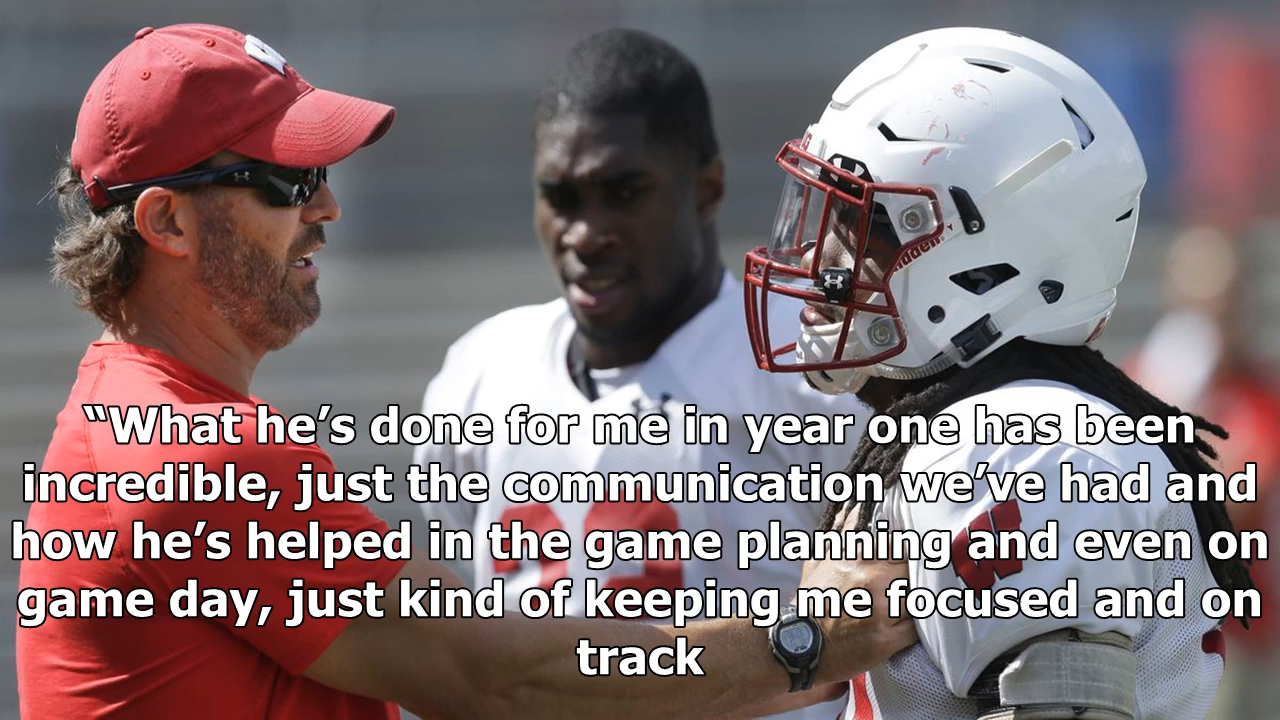 “What he’s done for me in year one has been
incredible, just the communication we’ve had and
how he’s helped in the game planning and even on
game day, just kind of keeping me focused and on
track